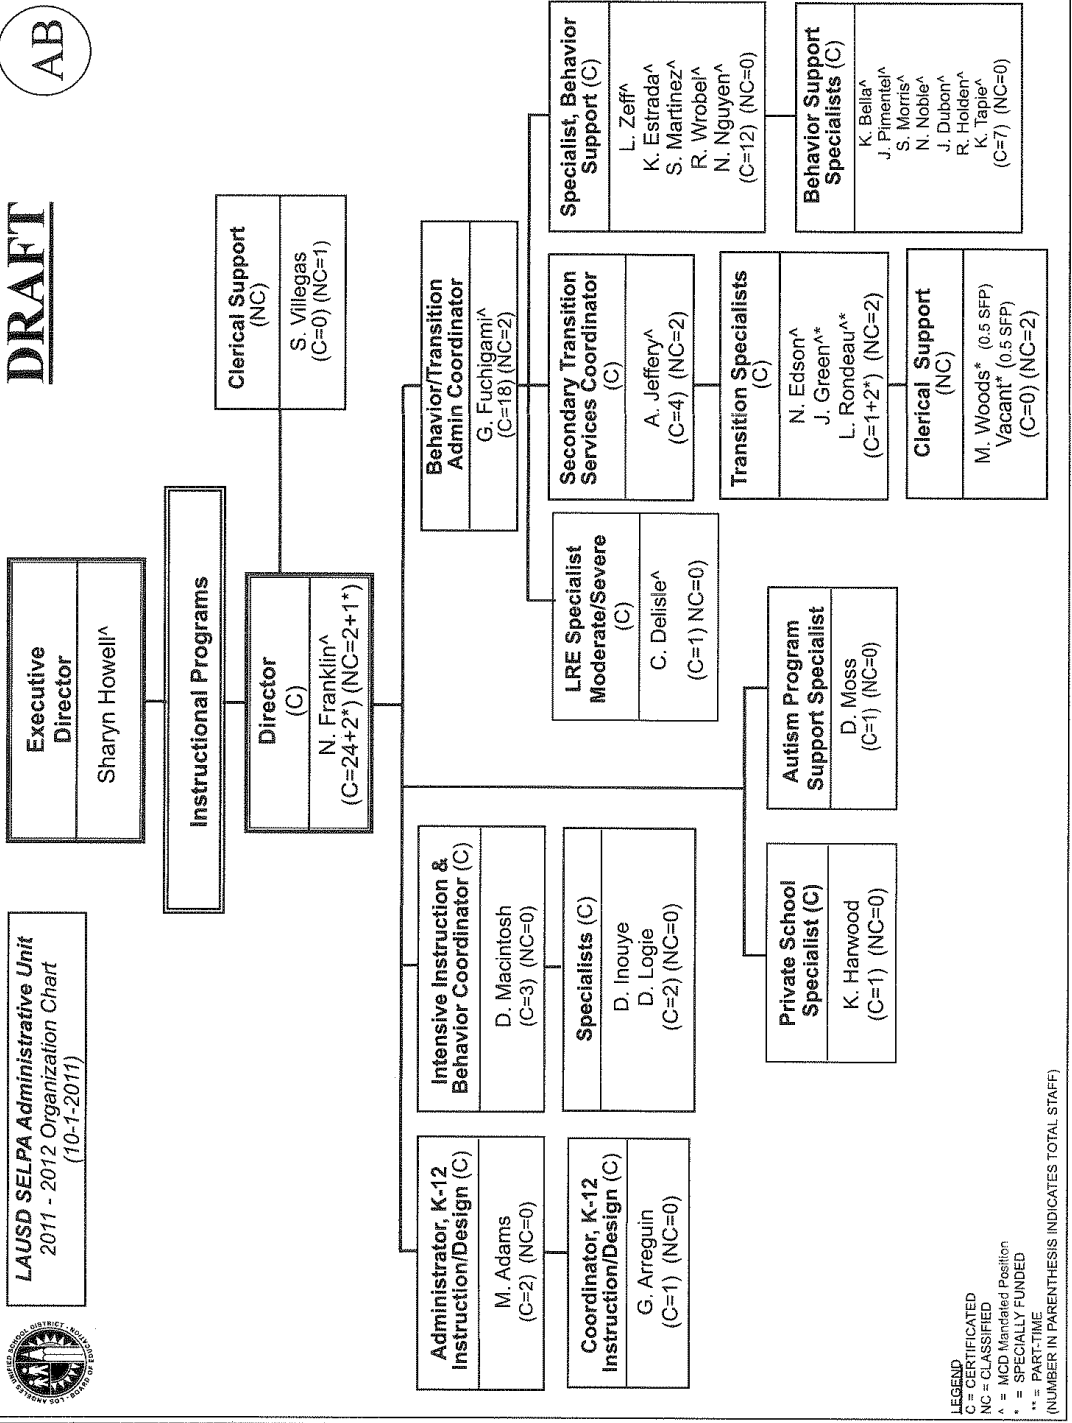 LOS ANGELES UNIFIED SCHOOL DISTRICT
BOARD OF EDUCATION
LAUSD SELPA Administrative Unit
2011 - 2012 Organization Chart
(10-1-2011)
DRAFT
AB
Executive
Director
Sharyn Howell^
Instructional Programs
Director
(C)
N. Franklin^
(C=24+2*) (NC=2+1*)
Clerical Support
(NC)
S. Villegas
(C=0) (NC=1)
Administrator, K-12
Instruction/Design (C)
M. Adams
(C=2) (NC=0)
Coordinator, K-12
Instruction/Design (C)
G. Arreguin
(C=1) (NC=0)
Intensive Instruction &
Behavior Coordinator (C)
D. Macintosh
(C=3) (NC=0)
Specialists (C)
D. Inouye
D. Logie
(C=2) (NC=0)
Private School
Specialist (C)
K. Harwood
(C=1) (NC=0)
Autism Program
Support Specialist
D. Moss
(C=1) (NC=0)
Behavior/Transition
Admin Coordinator
G. Fuchigami^
(C=18) (NC=2)
LRE Specialist
Moderate/Severe
(C)
C. Delisle^
(C=1) NC=0)
Secondary Transition
Services Coordinator
(C)
A. Jeffery^
(C=4) (NC=2)
Transition Specialists
(C)
N. Edson^
J. Green^*
L. Rondeau^*
(C=1+2*) (NC=2)
Clerical Support
(NC)
M. Woods* (0.5 SFP)
Vacant* (0.5 SFP)
(C=0) (NC=2)
Specialist, Behavior
Support (C)
L. Zeff^
K. Estrada^
S. Martinez^
R. Wrobel^
N. Nguyen^
(C=12) (NC=0)
Behavior Support
Specialists (C)
K. Bella^
J. Pimentel^
S. Morris^
N. Noble^
J. Dubon^
R. Holden^
K. Tapie^
(C=7) (NC=0)
LEGEND
C = CERTIFICATED
NC = CLASSIFIED
^ = MCD Mandated Position
* = SPECIALLY FUNDED
** = PART-TIME
(NUMBER IN PARENTHESIS INDICATES TOTAL STAFF)